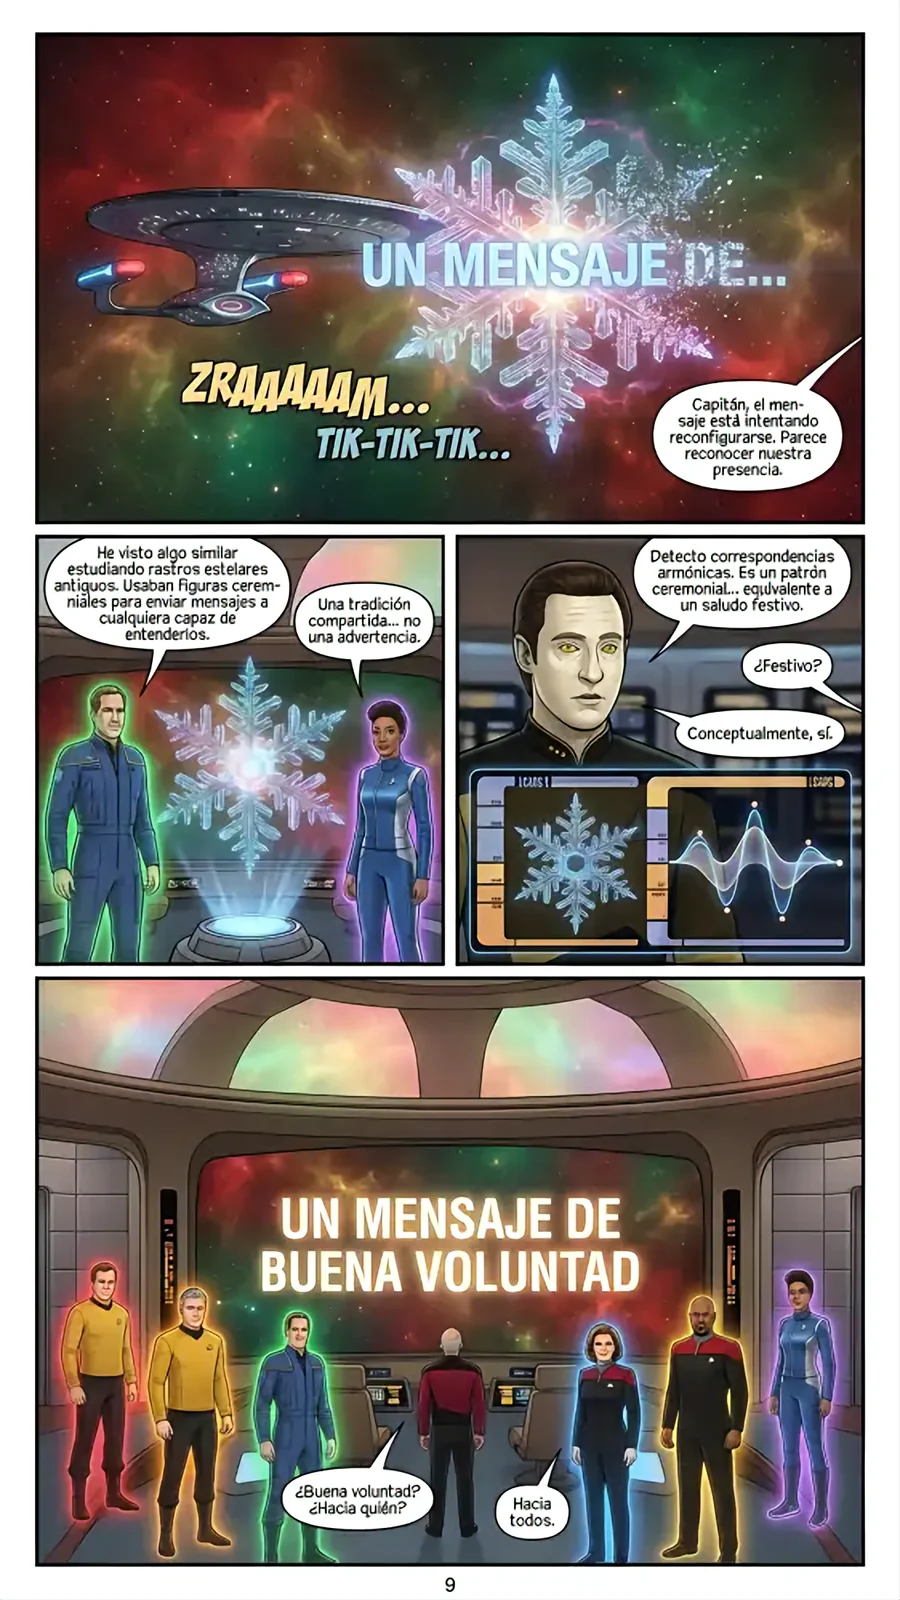 UN MENSAJE DE...
ZRAAAAAM...
TIK-TIK-TIK...
Capitán, el men-
saje está intentando
reconfigurarse. Parece
reconocer nuestra
presencia.
He visto algo similar
estudiando rastros estelares
antiguos. Usaban figuras cerem-
niales para enviar mensajes a
cualquiera capaz de
entenderlos.
Una tradición
compartida... no
una advertencia.
Detecto correspondencias
armónicas. Es un patrón
ceremonial... equivalente a
un saludo festivo.
¿Festivo?
Conceptualmente, sí.
UN MENSAJE DE
BUENA VOLUNTAD
¿Buena voluntad?
¿Hacia quién?
Hacia
todos.
9